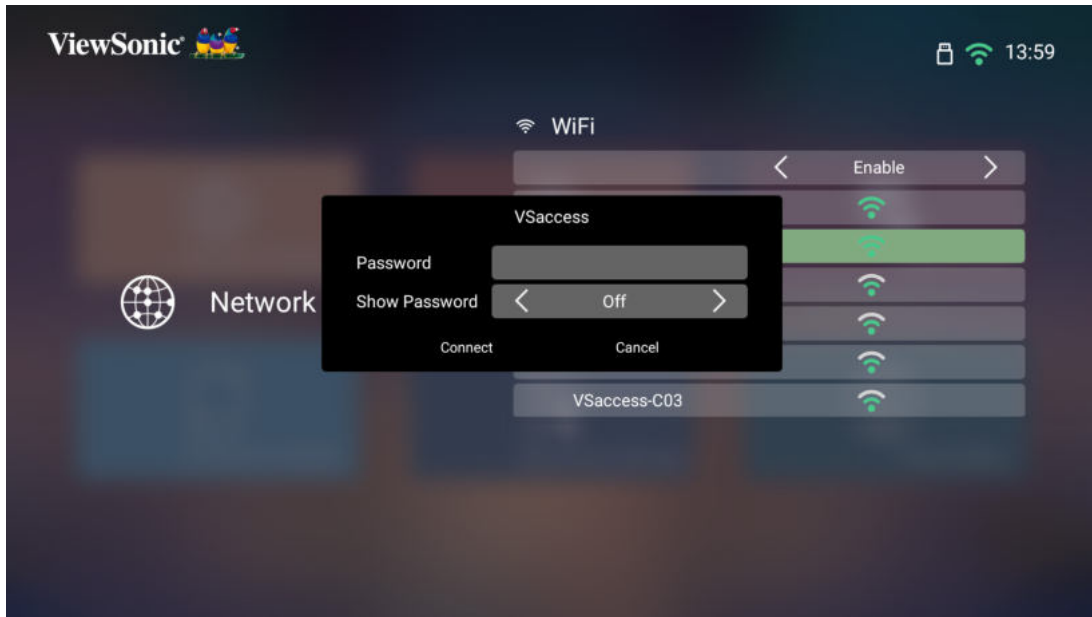 ViewSonic
13:59
WiFi
Enable
VSaccess
Password
Network
Show Password Off
Connect Cancel
VSaccess-C03